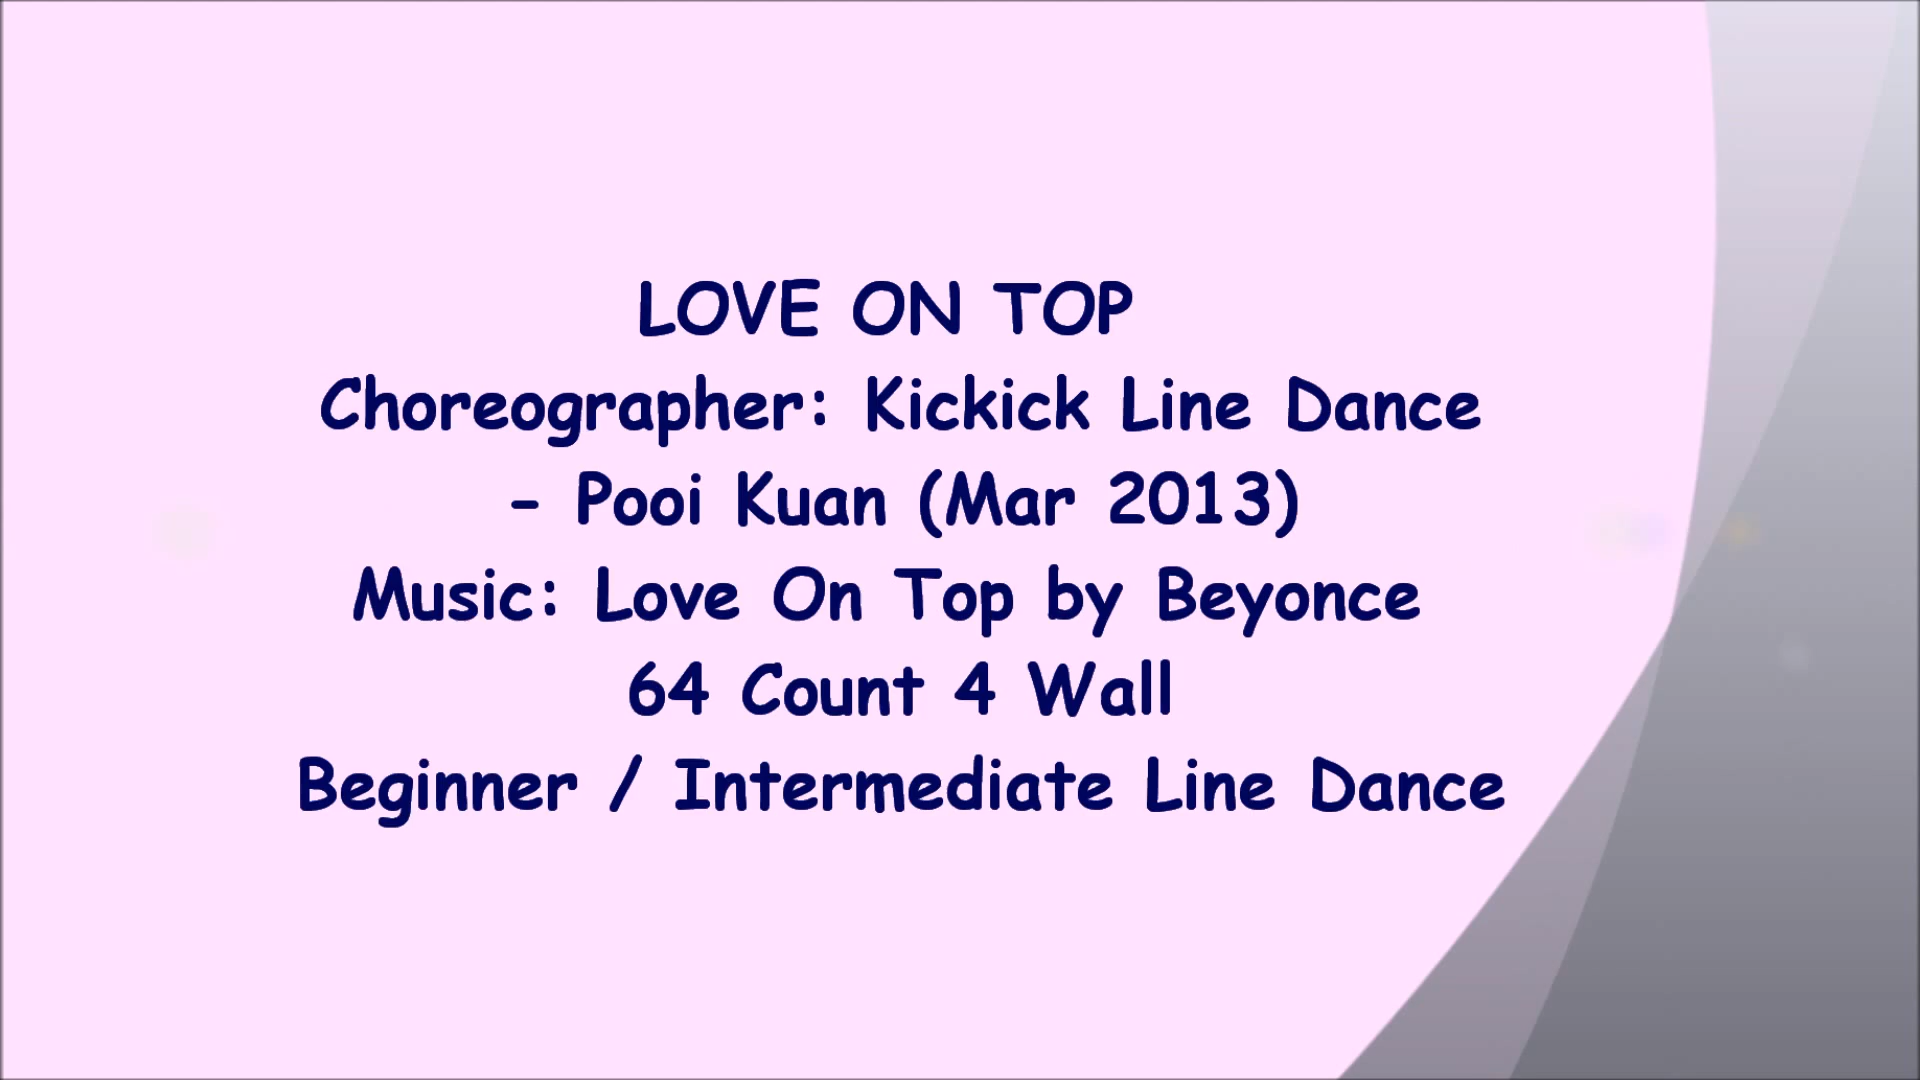 LOVE ON TOP
Choreographer: Kickick Line Dance
- Pooi Kuan (Mar 2013)
Music: Love On Top by Beyonce
64 Count 4 Wall
Beginner / Intermediate Line Dance